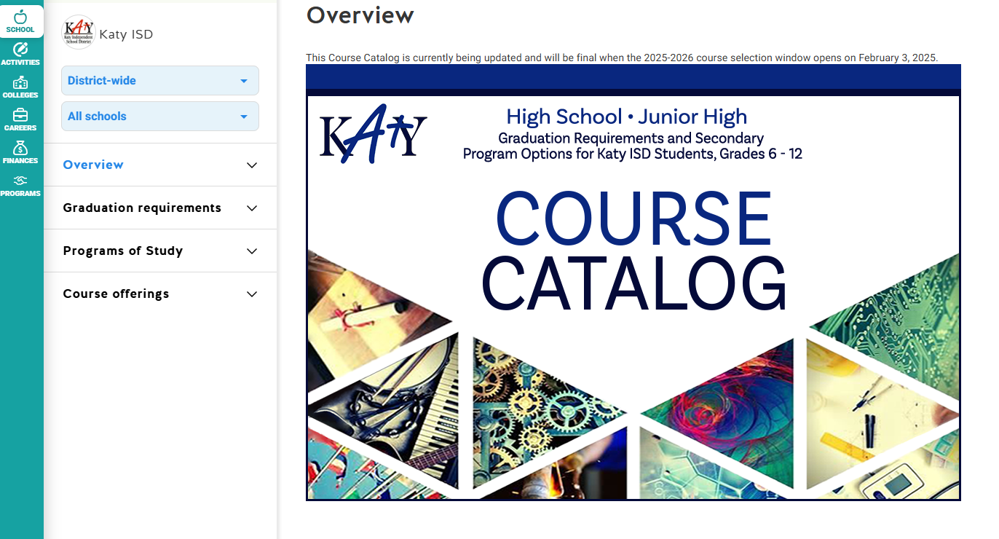 SCHOOL
ACTIVITIES
COLLEGES
CAREERS
FINANCES
PROGRAMS
KATY
Katy Independent
School District
Katy ISD
District-wide
All schools
Overview
Graduation requirements
Programs of Study
Course offerings
Overview
This Course Catalog is currently being updated and will be final when the 2025-2026 course selection window opens on February 3, 2025.
KATY
High School • Junior High
Graduation Requirements and Secondary
Program Options for Katy ISD Students, Grades 6 - 12
COURSE
CATALOG